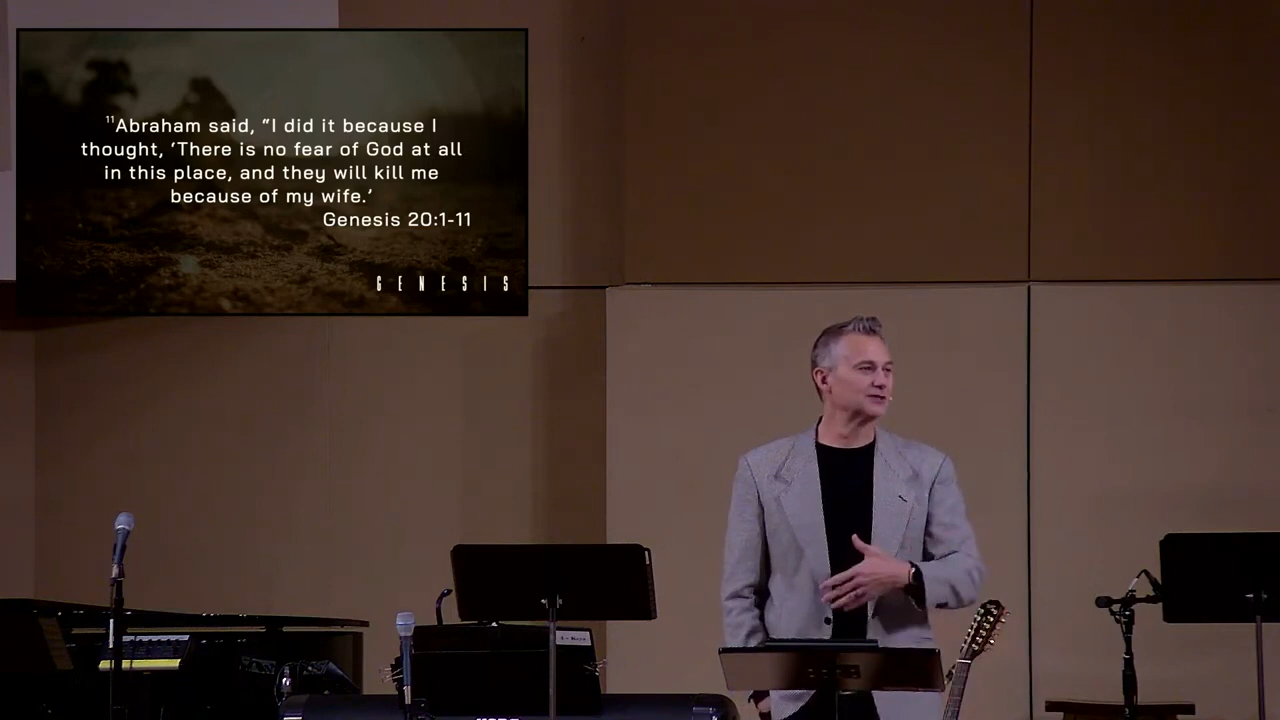 ¹¹Abraham said, “I did it because I
thought, ‘There is no fear of God at all
in this place, and they will kill me
because of my wife.’
Genesis 20:1-11
GENESIS